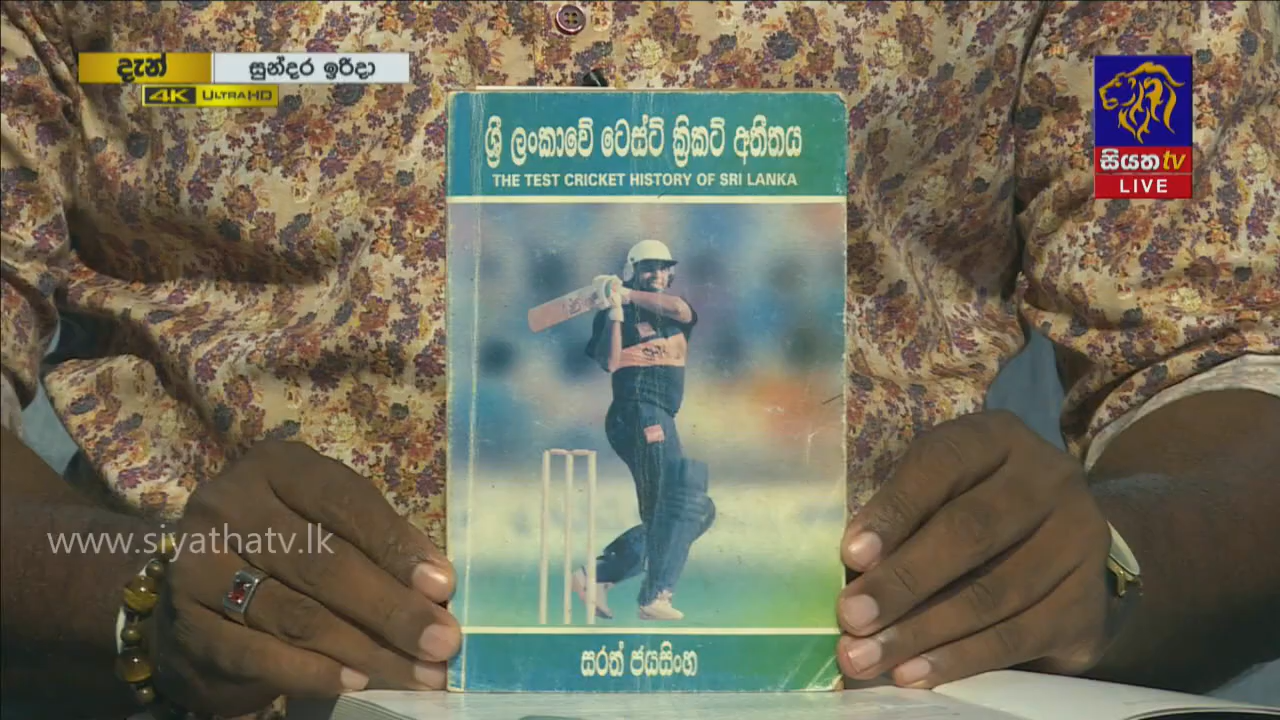 දැන්
සුන්දර ඉරිදා
4K ULTRA HD
සියත tv
LIVE
ශ්‍රී ලංකාවේ ටෙස්ට් ක්‍රිකට් අතීතය
THE TEST CRICKET HISTORY OF SRI LANKA
www.siyathatv.lk
සරත් ජයසිංහ